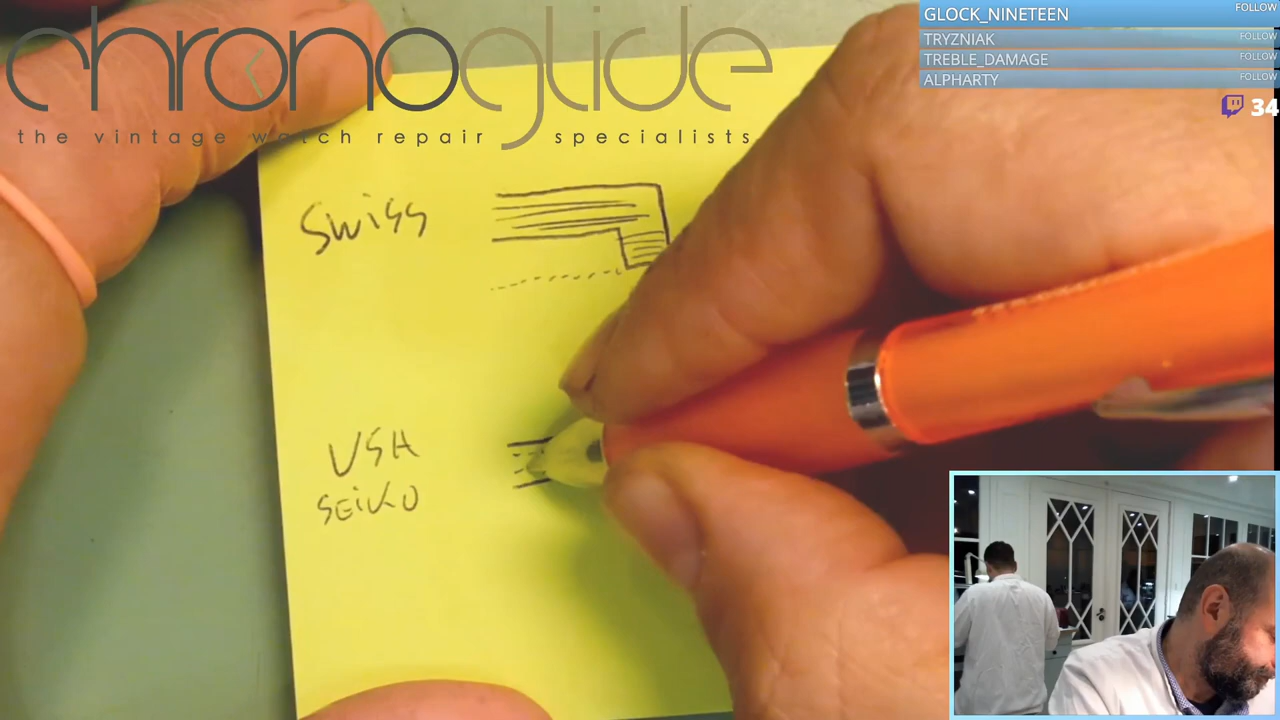 chronoglide
the vintage watch repair specialists
GLOCK_NINETEEN FOLLOW
TRYZNIAK FOLLOW
TREBLE_DAMAGE FOLLOW
ALPHARTY FOLLOW
34
Swiss
USA
SEiKO